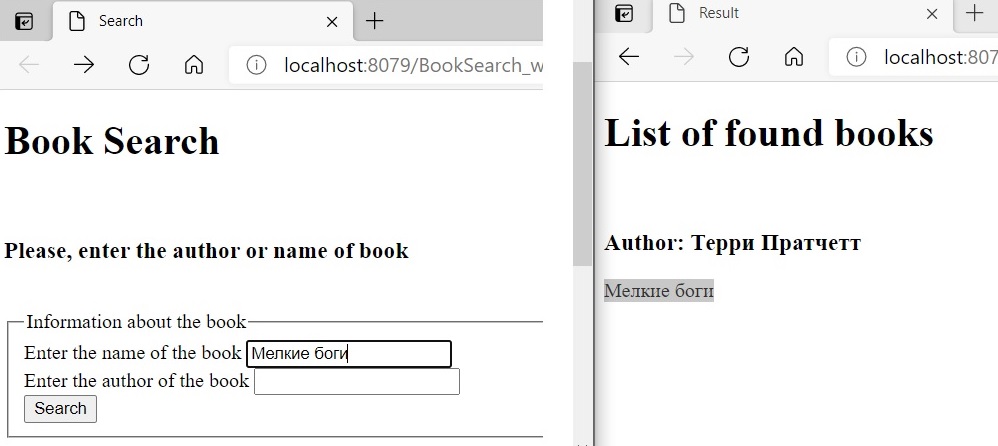 Search
localhost:8079/BookSearch_w
Book Search
Please, enter the author or name of book
Information about the book
Enter the name of the book Мелкие боги
Enter the author of the book
Search
Result
localhost:807
List of found books
Author: Терри Пратчетт
Мелкие боги